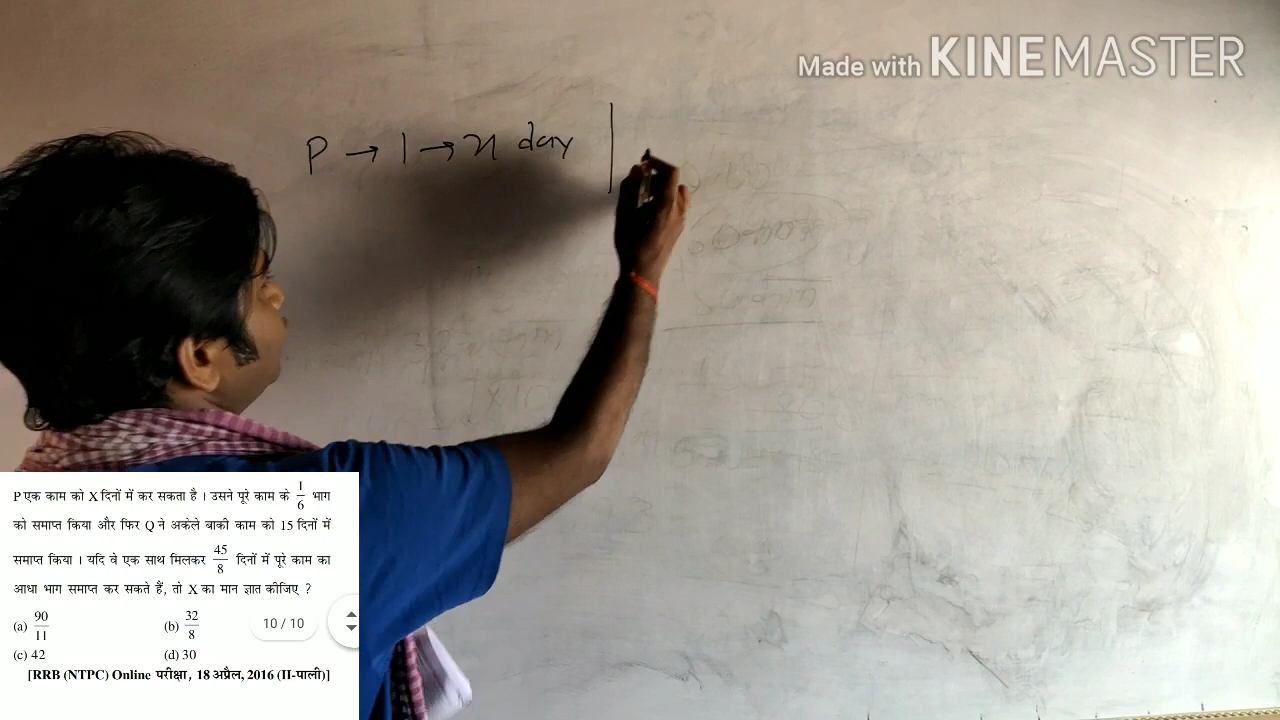 Made with KINEMASTER
P → 1 → x day |
P एक काम को X दिनों में कर सकता है । उसने पूरे काम के 1/6 भाग
को समाप्त किया और फिर Q ने अकेले बाकी काम को 15 दिनों में
समाप्त किया । यदि वे एक साथ मिलकर 45/8 दिनों में पूरे काम का
आधा भाग समाप्त कर सकते हैं, तो X का मान ज्ञात कीजिए ?
(a) 90/11 (b) 32/8 10 / 10
(c) 42 (d) 30
[RRB (NTPC) Online परीक्षा, 18 अप्रैल, 2016 (II-पाली)]